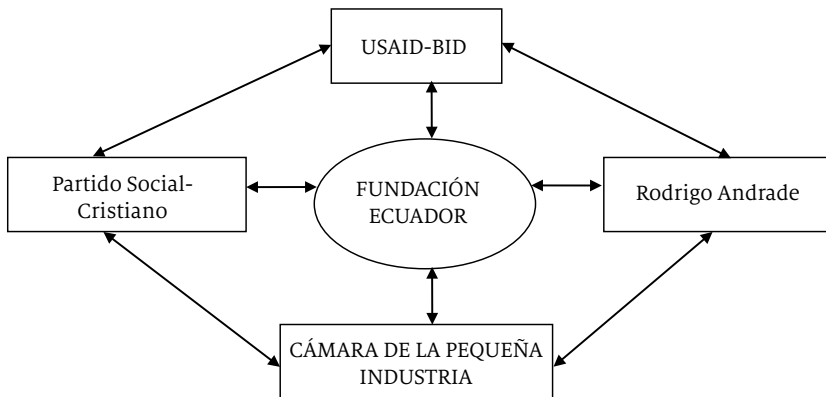 USAID-BID
Partido Social-
Cristiano
FUNDACIÓN
ECUADOR
Rodrigo Andrade
CÁMARA DE LA PEQUEÑA
INDUSTRIA